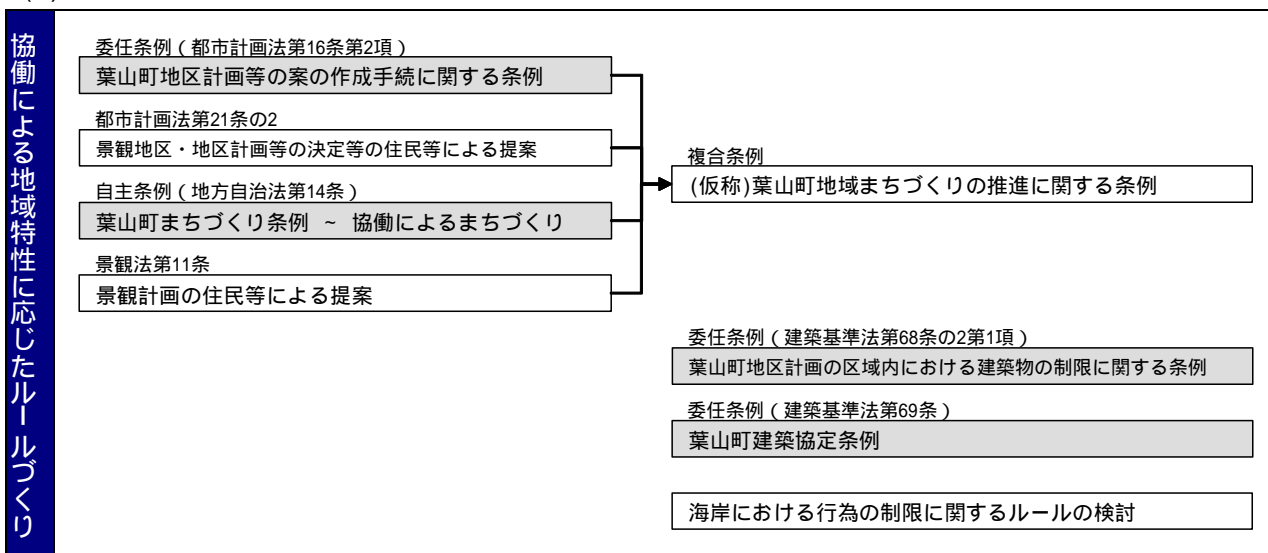 協働による地域特性に応じたルールづくり
委任条例（都市計画法第16条第2項）
葉山町地区計画等の案の作成手続に関する条例
都市計画法第21条の2
景観地区・地区計画等の決定等の住民等による提案
自主条例（地方自治法第14条）
葉山町まちづくり条例 ~ 協働によるまちづくり
景観法第11条
景観計画の住民等による提案
複合条例
(仮称)葉山町地域まちづくりの推進に関する条例
委任条例（建築基準法第68条の2第1項）
葉山町地区計画の区域内における建築物の制限に関する条例
委任条例（建築基準法第69条）
葉山町建築協定条例
海岸における行為の制限に関するルールの検討